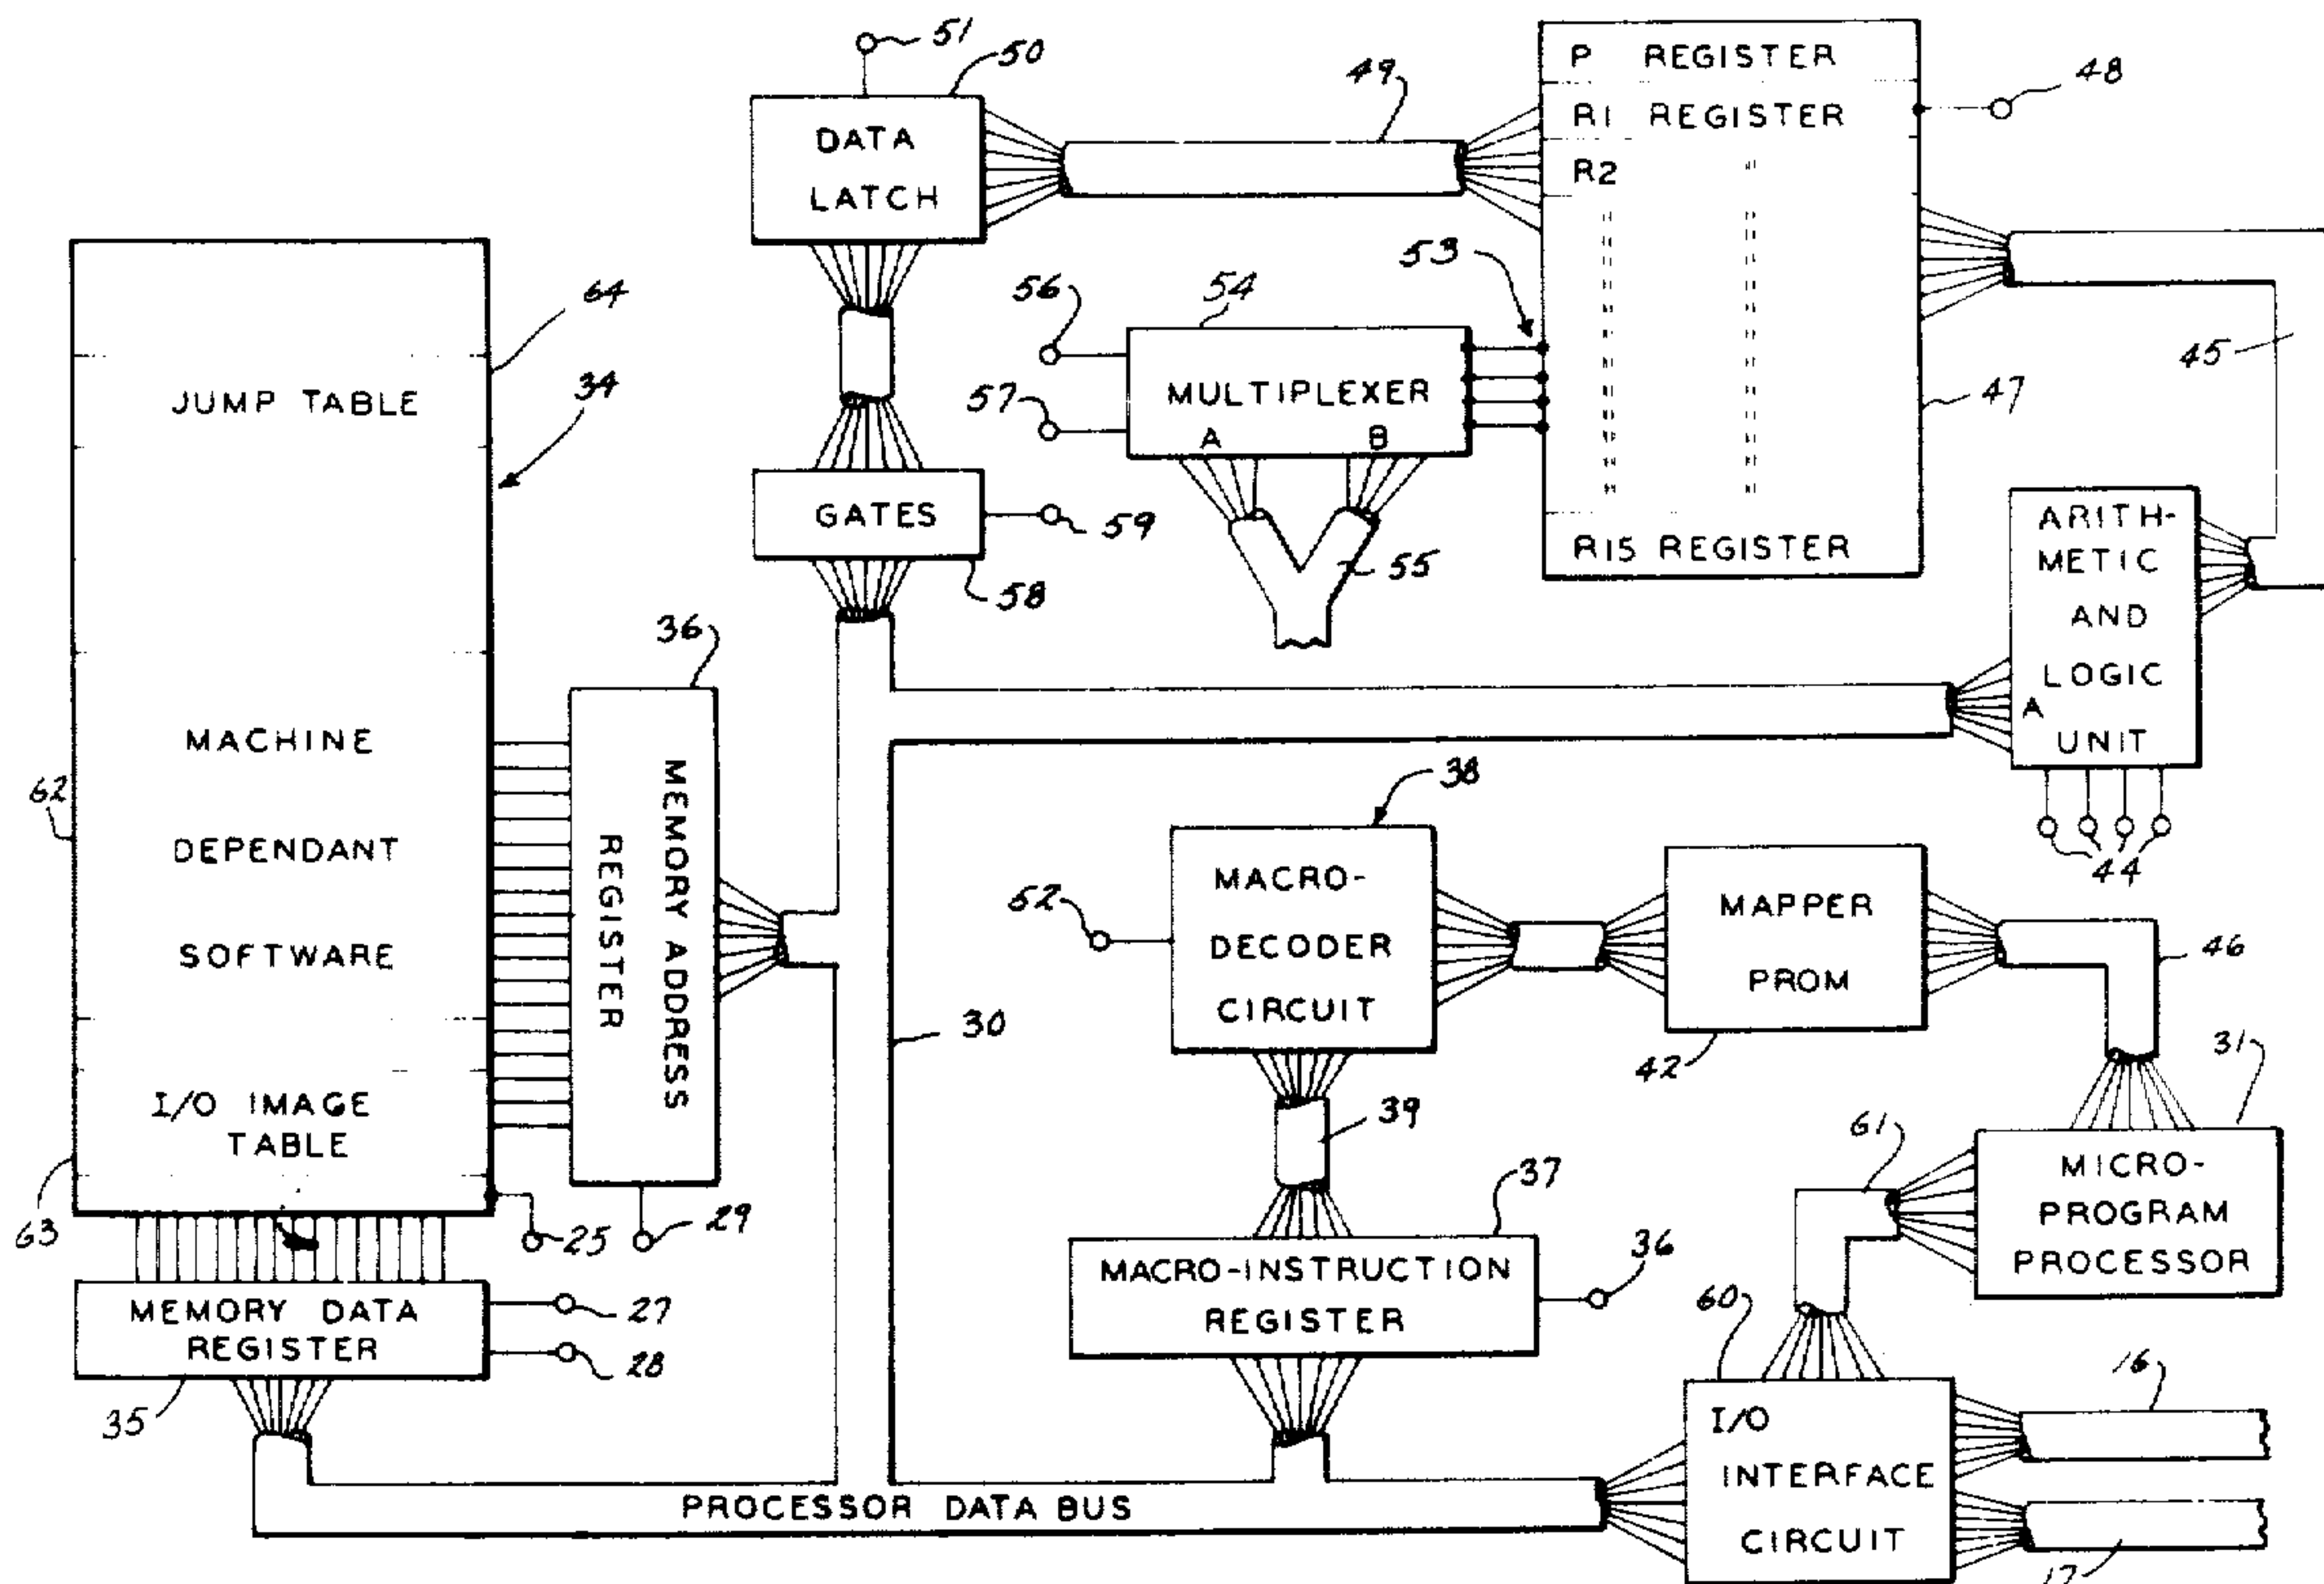 51
50
DATA
LATCH
49
P REGISTER
R1 REGISTER
R2
R15 REGISTER
48
47
45
53
56
54
57
MULTIPLEXER
A B
55
GATES
59
58
64
JUMP TABLE
34
62
MACHINE
DEPENDANT
SOFTWARE
I/O IMAGE
TABLE
63
36
MEMORY ADDRESS
REGISTER
25
29
MEMORY DATA
REGISTER
27
28
35
ARITH-
METIC
AND
LOGIC
A
UNIT
44
38
52
MACRO-
DECODER
CIRCUIT
MAPPER
PROM
42
46
30
39
37
MACRO-INSTRUCTION
REGISTER
36
31
61
MICRO-
PROGRAM
PROCESSOR
60
I/O
INTERFACE
CIRCUIT
16
17
PROCESSOR DATA BUS